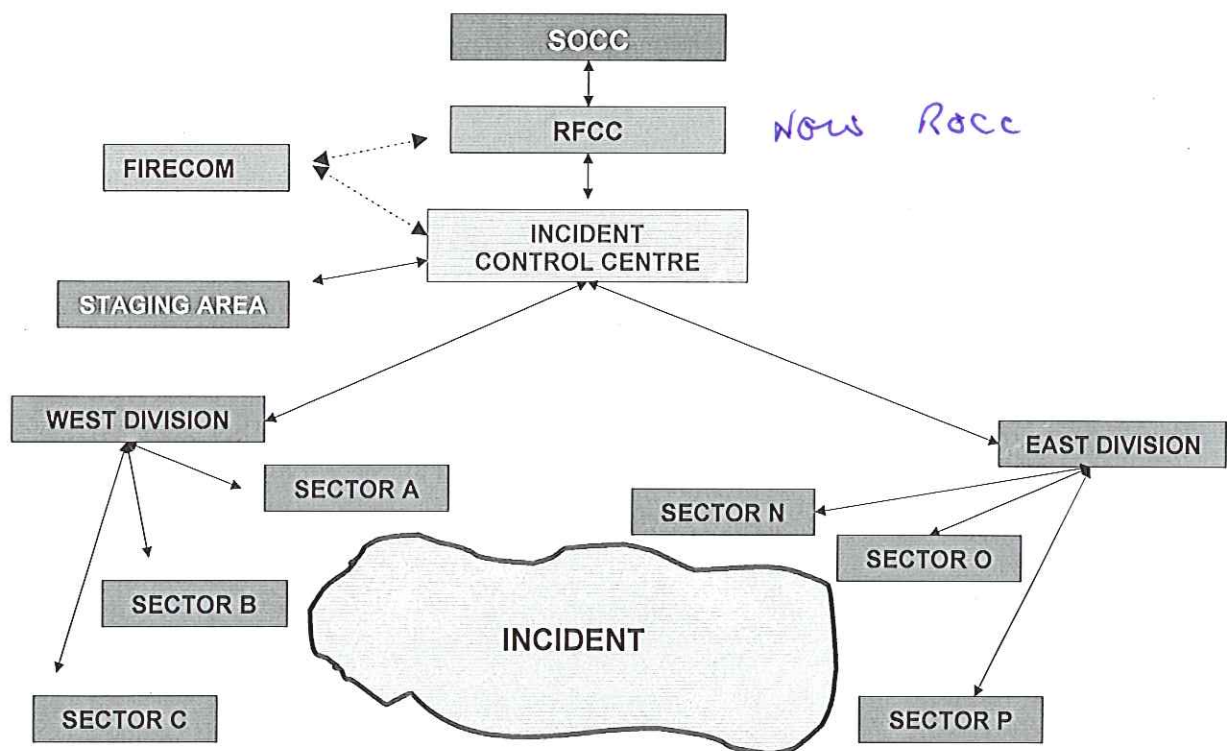 SOCC
RFCC
Now ROCC
FIRECOM
INCIDENT
CONTROL CENTRE
STAGING AREA
WEST DIVISION
EAST DIVISION
SECTOR A
SECTOR N
SECTOR O
SECTOR B
INCIDENT
SECTOR C
SECTOR P